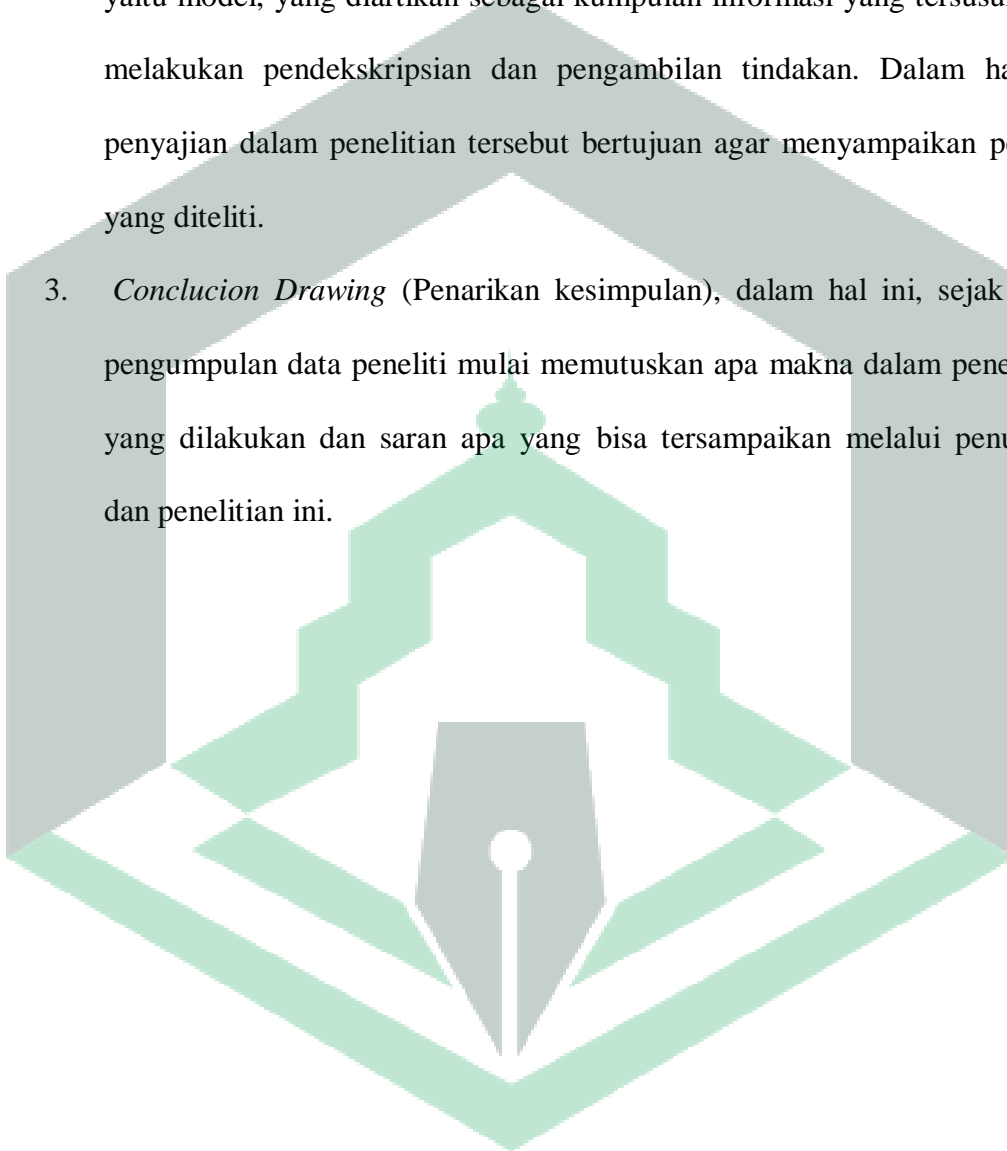 yaitu model, yang diartikan sebagai kumpulan informasi yang tersusun
melakukan pendekskripsian dan pengambilan tindakan. Dalam ha
penyajian dalam penelitian tersebut bertujuan agar menyampaikan pe
yang diteliti.
3. Conclucion Drawing (Penarikan kesimpulan), dalam hal ini, sejak
pengumpulan data peneliti mulai memutuskan apa makna dalam pene
yang dilakukan dan saran apa yang bisa tersampaikan melalui penu
dan penelitian ini.